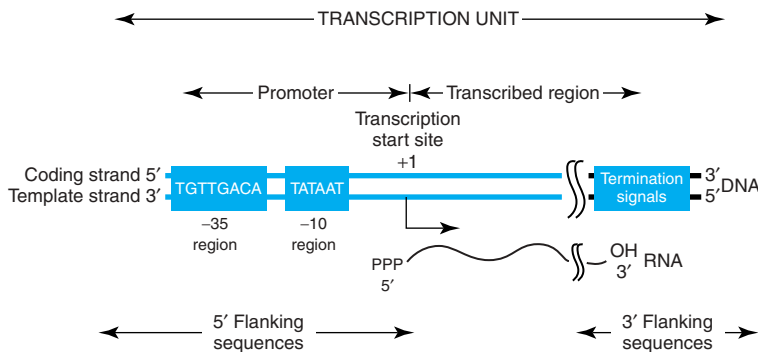 TRANSCRIPTION UNIT
Promoter
Transcribed region
Transcription
start site
+1
Coding strand 5′
Template strand 3′
TGTTGACA
TATAAT
Termination
signals
3′
5′
DNA
−35
region
−10
region
PPP
5′
OH
3′
RNA
5′ Flanking
sequences
3′ Flanking
sequences